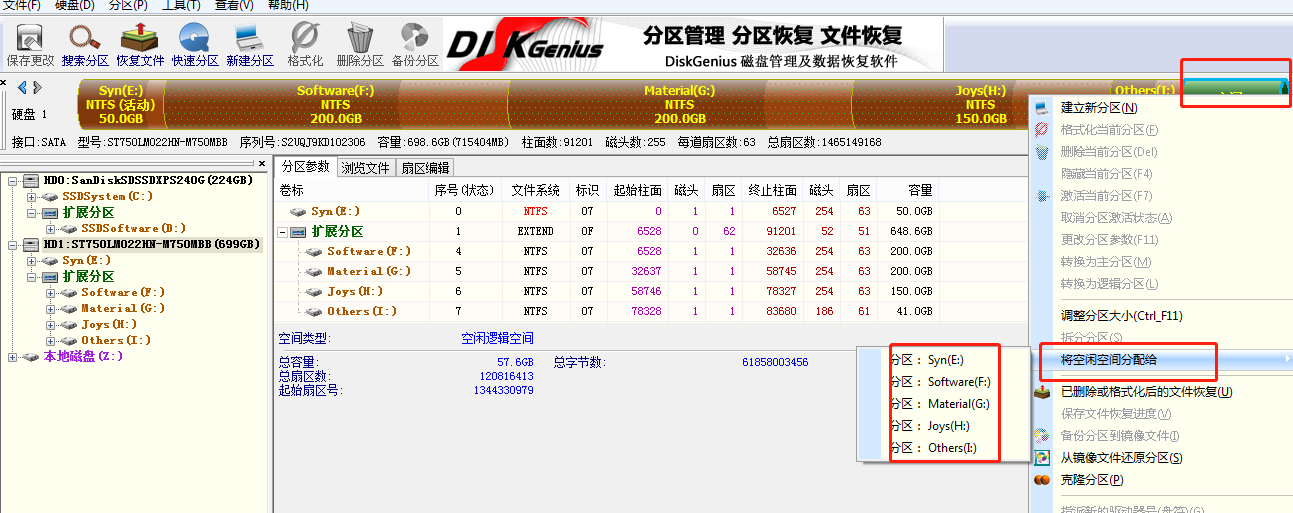 文件(F) 硬盘(D) 分区(P) 工具(T) 查看(V) 帮助(H)
保存更改 搜索分区 恢复文件 快速分区 新建分区 格式化 删除分区 备份分区
DISKGenius
分区管理 分区恢复 文件恢复
DiskGenius 磁盘管理及数据恢复软件
硬盘 1
Syn(E:)
NTFS (活动)
50.0GB
Software(F:)
NTFS
200.0GB
Material(G:)
NTFS
200.0GB
Joys(H:)
NTFS
150.0GB
Others(I:)
接口:SATA 型号:ST750LM022HN-M750MBB 序列号:S2UQJ9KD102306 容量:698.6GB(715404MB) 柱面数:91201 磁头数:255 每道扇区数:63 总扇区数:1465149168
HD0:SanDiskSDSSDXPS240G(224GB)
SSDSystem(C:)
扩展分区
SSDSoftware(D:)
HD1:ST750LM022HN-M750MBB(699GB)
Syn(E:)
扩展分区
Software(F:)
Material(G:)
Joys(H:)
Others(I:)
本地磁盘(Z:)
分区参数 浏览文件 扇区编辑
卷标 序号(状态) 文件系统 标识 起始柱面 磁头 扇区 终止柱面 磁头 扇区 容量
Syn(E:) 0 NTFS 07 0 1 1 6527 254 63 50.0GB
扩展分区 1 EXTEND 0F 6528 0 62 91201 52 51 648.6GB
Software(F:) 4 NTFS 07 6528 1 1 32636 254 63 200.0GB
Material(G:) 5 NTFS 07 32637 1 1 58745 254 63 200.0GB
Joys(H:) 6 NTFS 07 58746 1 1 78327 254 63 150.0GB
Others(I:) 7 NTFS 07 78328 1 1 83680 186 61 41.0GB
空间类型: 空闲逻辑空间
总容量: 57.6GB 总字节数: 61858003456
总扇区数: 120816413
起始扇区号: 1344330979
分区: Syn(E:)
分区: Software(F:)
分区: Material(G:)
分区: Joys(H:)
分区: Others(I:)
建立新分区(N)
格式化当前分区(F)
删除当前分区(Del)
隐藏当前分区(F4)
激活当前分区(F7)
取消分区激活状态(A)
更改分区参数(F11)
转换为主分区(M)
转换为逻辑分区(L)
调整分区大小(Ctrl_F11)
拆分分区(S)
将空闲空间分配给
已删除或格式化后的文件恢复(U)
保存文件恢复进度(V)
备份分区到镜像文件(I)
从镜像文件还原分区(S)
克隆分区(P)
指派新的驱动器号(盘符)(G)